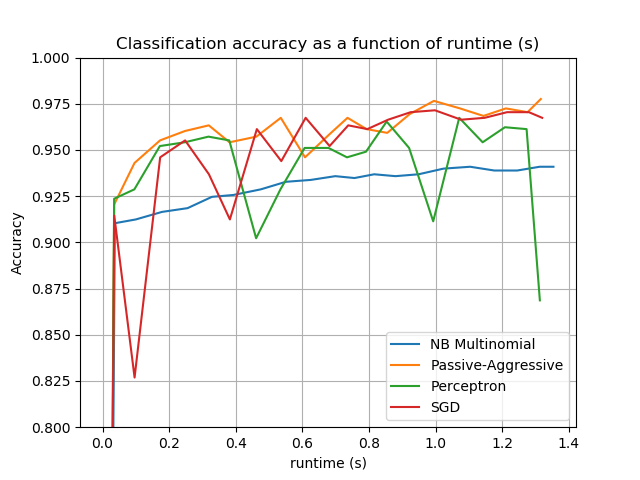 Classification accuracy as a function of runtime (s)
1.000
0.975
0.950
0.925
0.900
0.875
0.850
0.825
0.800
Accuracy
0.0 0.2 0.4 0.6 0.8 1.0 1.2 1.4
runtime (s)
NB Multinomial
Passive-Aggressive
Perceptron
SGD